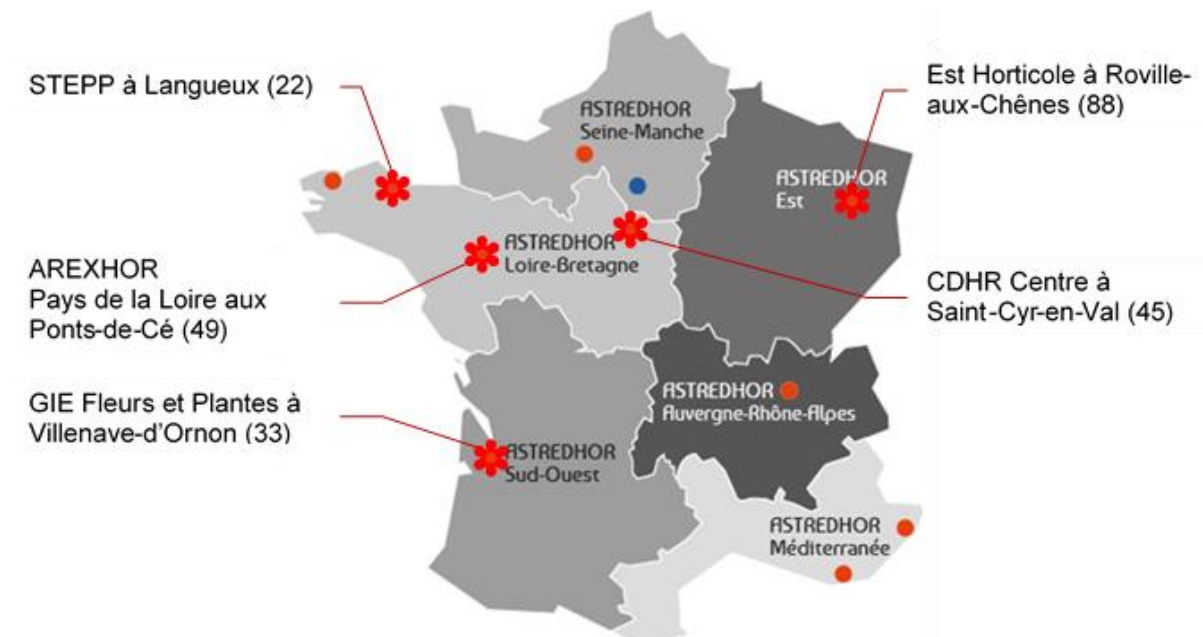 STEPP à Langueux (22)
AREXHOR
Pays de la Loire aux
Ponts-de-Cé (49)
GIE Fleurs et Plantes à
Villenave-d'Ornon (33)
ASTREDHOR
Seine-Manche
ASTREDHOR
Est
ASTREDHOR
Loire-Bretagne
ASTREDHOR
Auvergne-Rhône-Alpes
ASTREDHOR
Sud-Ouest
ASTREDHOR
Méditerranée
Est Horticole à Roville-
aux-Chênes (88)
CDHR Centre à
Saint-Cyr-en-Val (45)